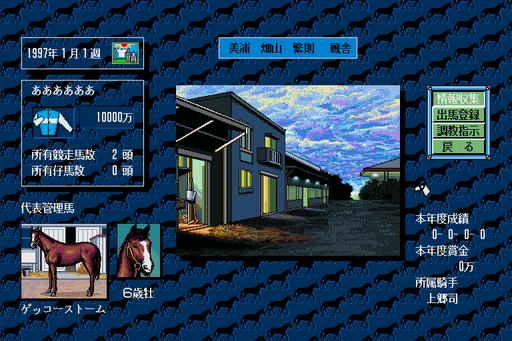 1997年1月1週
晴
美浦 畑山 繁則 厩舎
ああああああ
10000万
所有競走馬数 2 頭
所有仔馬数 0 頭
情報収集
出馬登録
調教指示
戻る
代表管理馬
6歳牡
ゲッコーストーム
本年度成績
0- 0- 0- 0
本年度賞金
0万
所属騎手
上郷司